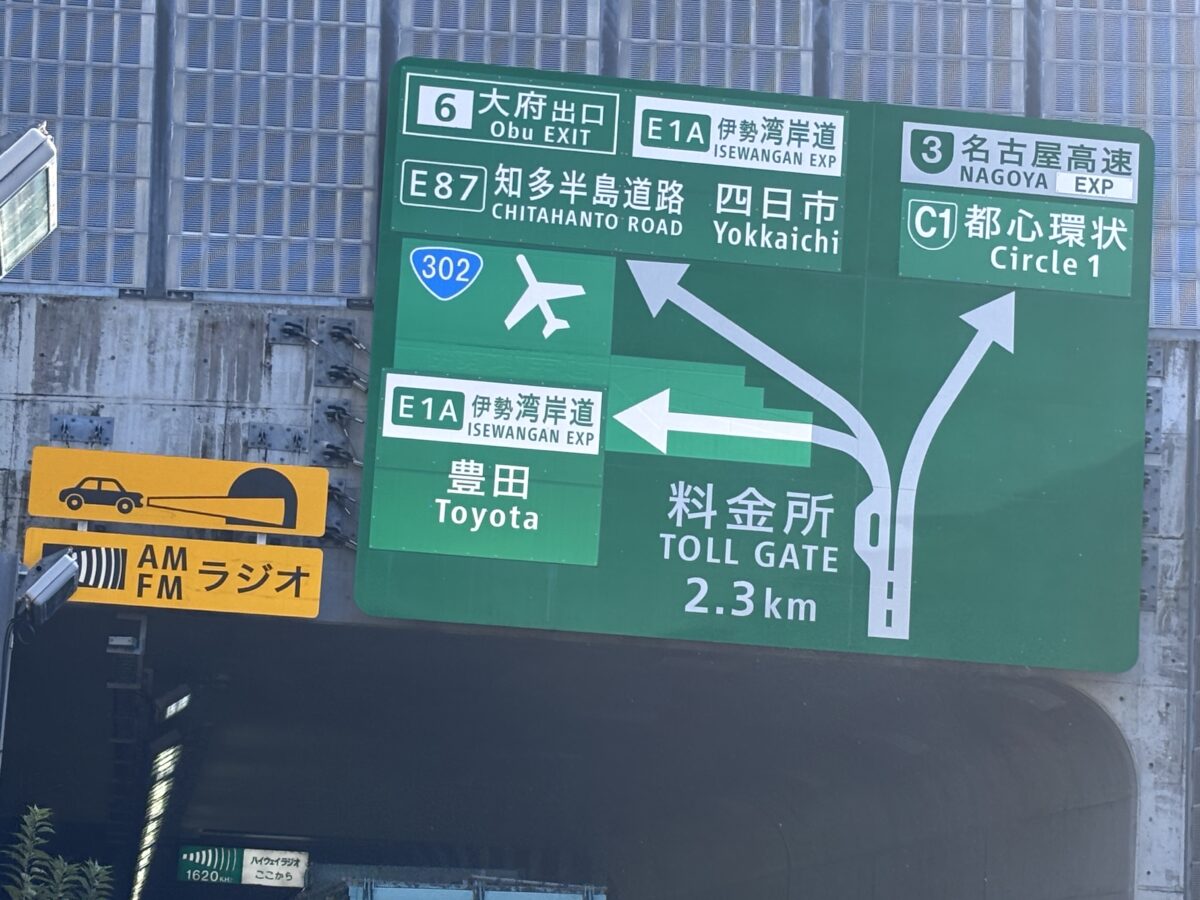 6 大府出口
Obu EXIT
E1A 伊勢湾岸道
ISEWANGAN EXP
E87 知多半島道路
CHITAHANTO ROAD
四日市
Yokkaichi
3 名古屋高速
NAGOYA EXP
C1 都心環状
Circle 1
302
E1A 伊勢湾岸道
ISEWANGAN EXP
豊田
Toyota
料金所
TOLL GATE
2.3km
AM
FM ラジオ
1620KHz
ハイウェイラジオ
ここから